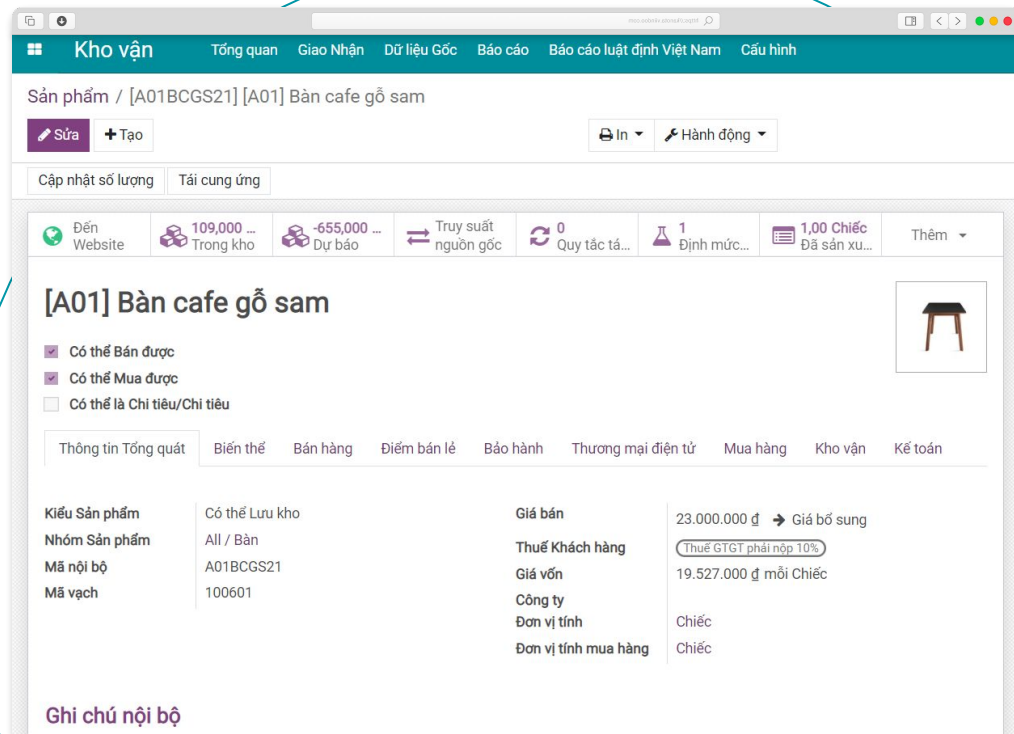 Kho vận Tổng quan Giao Nhận Dữ liệu Gốc Báo cáo Báo cáo luật định Việt Nam Cấu hình
Sản phẩm / [A01BCGS21] [A01] Bàn cafe gỗ sam
Sửa Tạo In Hành động
Cập nhật số lượng Tái cung ứng
Đến
Website
109,000 ...
Trong kho
-655,000 ...
Dự báo
Truy suất
nguồn gốc
0
Quy tắc tá...
1
Định mức...
1,00 Chiếc
Đã sản xu...
Thêm
[A01] Bàn cafe gỗ sam
Có thể Bán được
Có thể Mua được
Có thể là Chi tiêu/Chi tiêu
Thông tin Tổng quát Biến thể Bán hàng Điểm bán lẻ Bảo hành Thương mại điện tử Mua hàng Kho vận Kế toán
Kiểu Sản phẩm Có thể Lưu kho
Nhóm Sản phẩm All / Bàn
Mã nội bộ A01BCGS21
Mã vạch 100601
Giá bán 23.000.000 ₫ Giá bổ sung
Thuế Khách hàng Thuế GTGT phải nộp 10%
Giá vốn 19.527.000 ₫ mỗi Chiếc
Công ty
Đơn vị tính Chiếc
Đơn vị tính mua hàng Chiếc
Ghi chú nội bộ